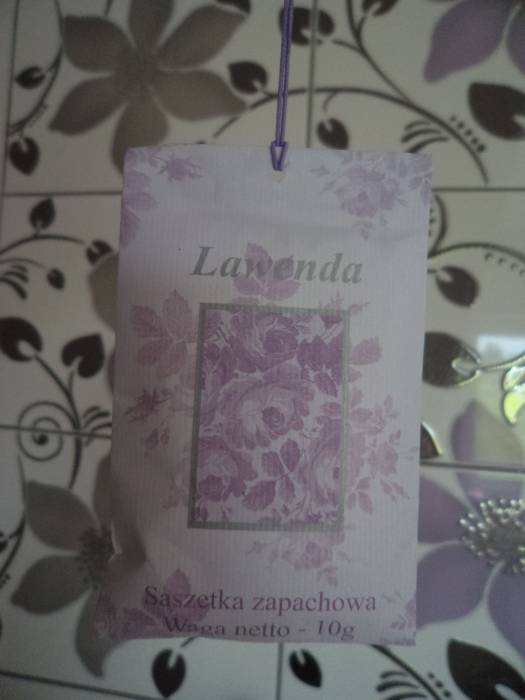 Lawenda
Saszetka zapachowa
Waga netto - 10g